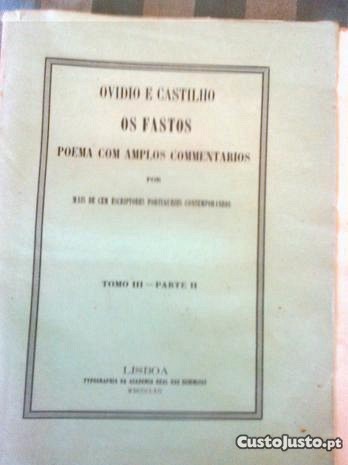 OVIDIO E CASTILHO
OS FASTOS
POEMA COM AMPLOS COMMENTARIOS
POR
MAIS DE CEM ESCRIPTORES PORTUGUEZES CONTEMPORANEOS
TOMO III — PARTE II
LISBOA
TYPOGRAPHIA DA ACADEMIA REAL DAS SCIENCIAS
CustoJusto.pt